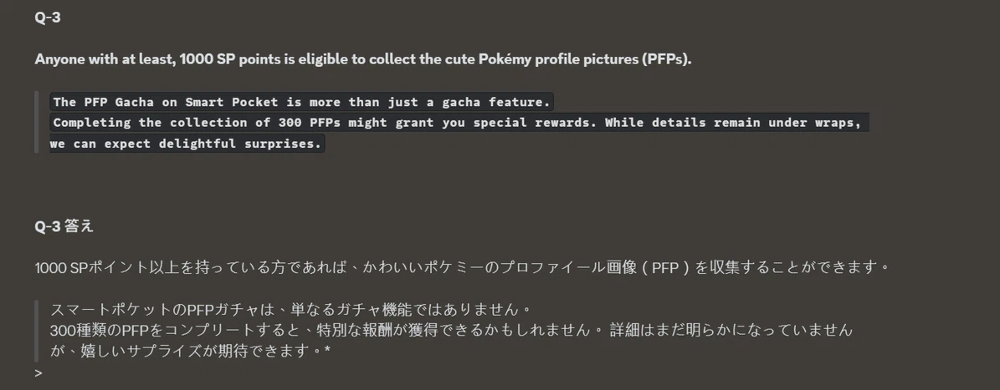 Q-3
Anyone with at least, 1000 SP points is eligible to collect the cute Pokémy profile pictures (PFPs).
The PFP Gacha on Smart Pocket is more than just a gacha feature.
Completing the collection of 300 PFPs might grant you special rewards. While details remain under wraps,
we can expect delightful surprises.
Q-3 答え
1000 SPポイント以上を持っている方であれば、かわいいポケミーのプロファイール画像（PFP）を収集することができます。
スマートポケットのPFPガチャは、単なるガチャ機能ではありません。
300種類のPFPをコンプリートすると、特別な報酬が獲得できるかもしれません。 詳細はまだ明らかになっていません
が、嬉しいサプライズが期待できます。*
>